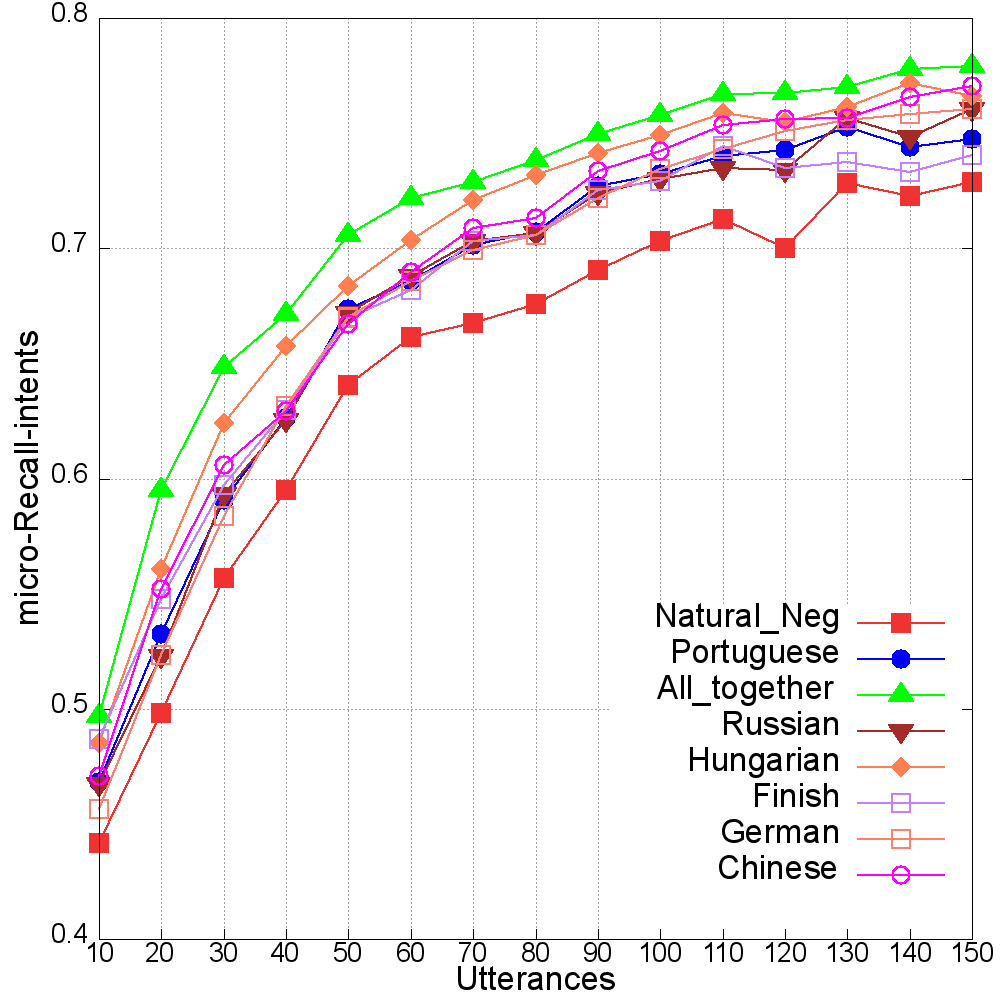 0.8
0.7
0.6
0.5
0.4
micro-Recall-intents
Natural_Neg
Portuguese
All_together
Russian
Hungarian
Finish
German
Chinese
10 20 30 40 50 60 70 80 90 100 110 120 130 140 150
Utterances